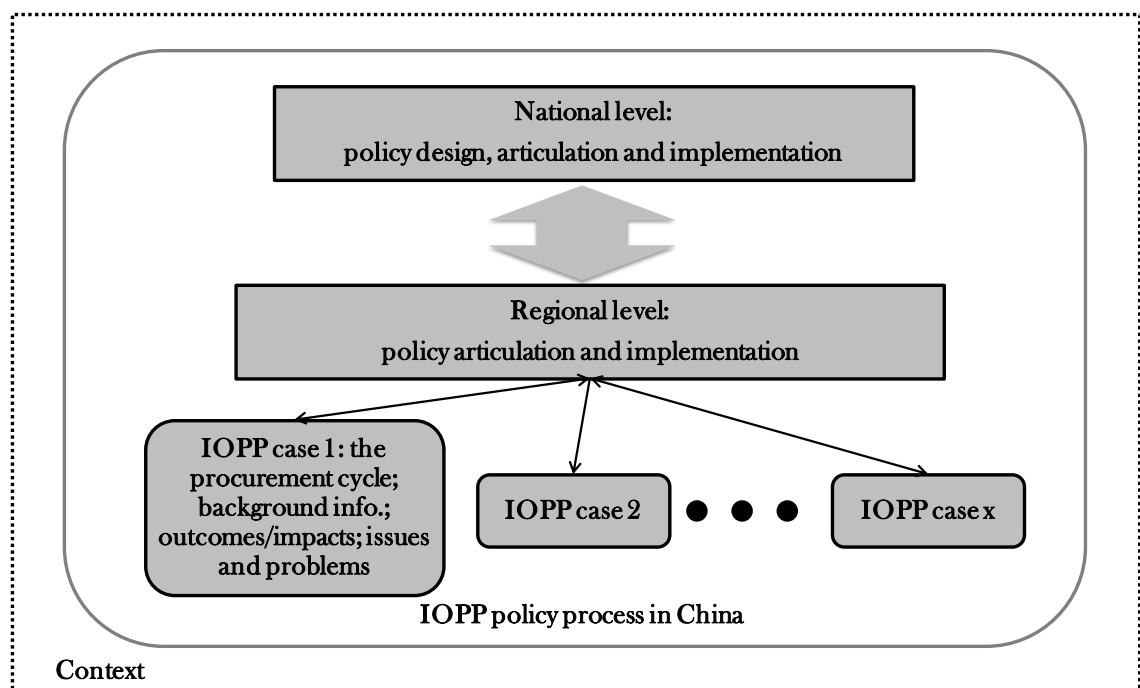 National level:
policy design, articulation and implementation
Regional level:
policy articulation and implementation
IOPP case 1: the
procurement cycle;
background info.;
outcomes/impacts; issues
and problems
IOPP case 2
IOPP case x
IOPP policy process in China
Context